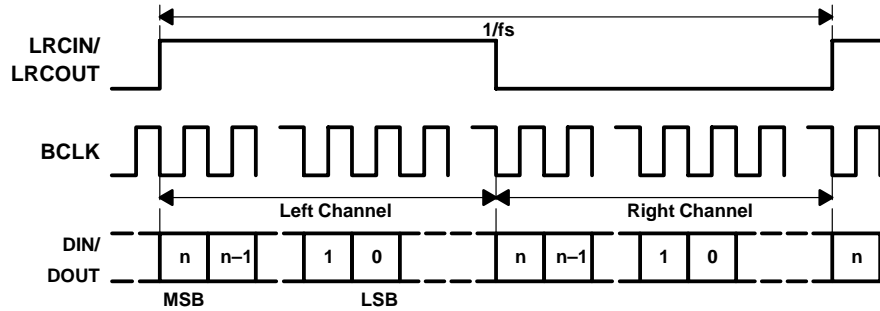 1/fs
LRCIN/
LRCOUT
BCLK
Left Channel
Right Channel
DIN/
DOUT
n
n–1
1
0
n
n–1
1
0
n
MSB
LSB